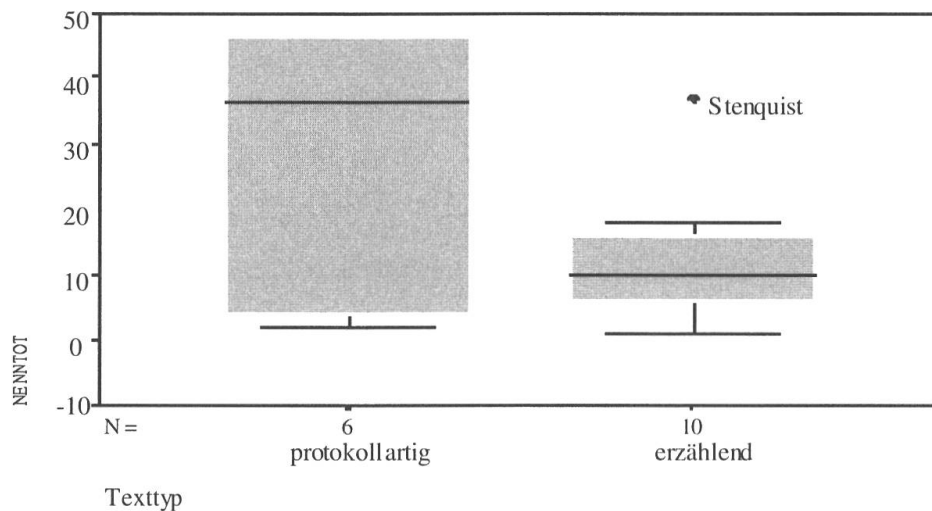 50
40
Stenquist
30
20
10
0
NENNTOT
-10
N = 6 10
protokollartig erzählend
Texttyp